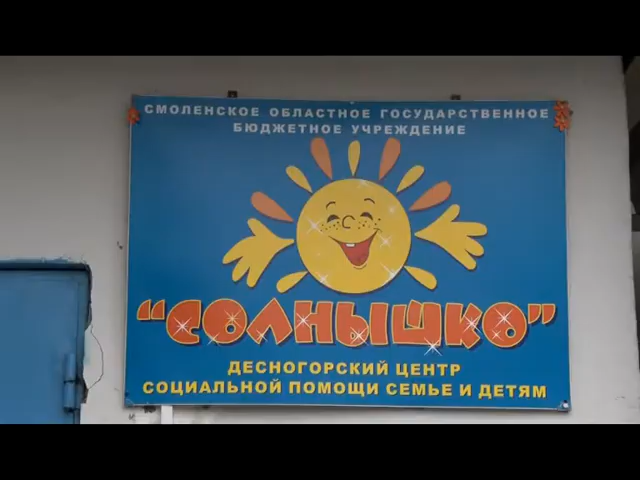 СМОЛЕНСКОЕ ОБЛАСТНОЕ ГОСУДАРСТВЕННОЕ
БЮДЖЕТНОЕ УЧРЕЖДЕНИЕ
"СОЛНЫШКО"
ДЕСНОГОРСКИЙ ЦЕНТР
СОЦИАЛЬНОЙ ПОМОЩИ СЕМЬЕ И ДЕТЯМ